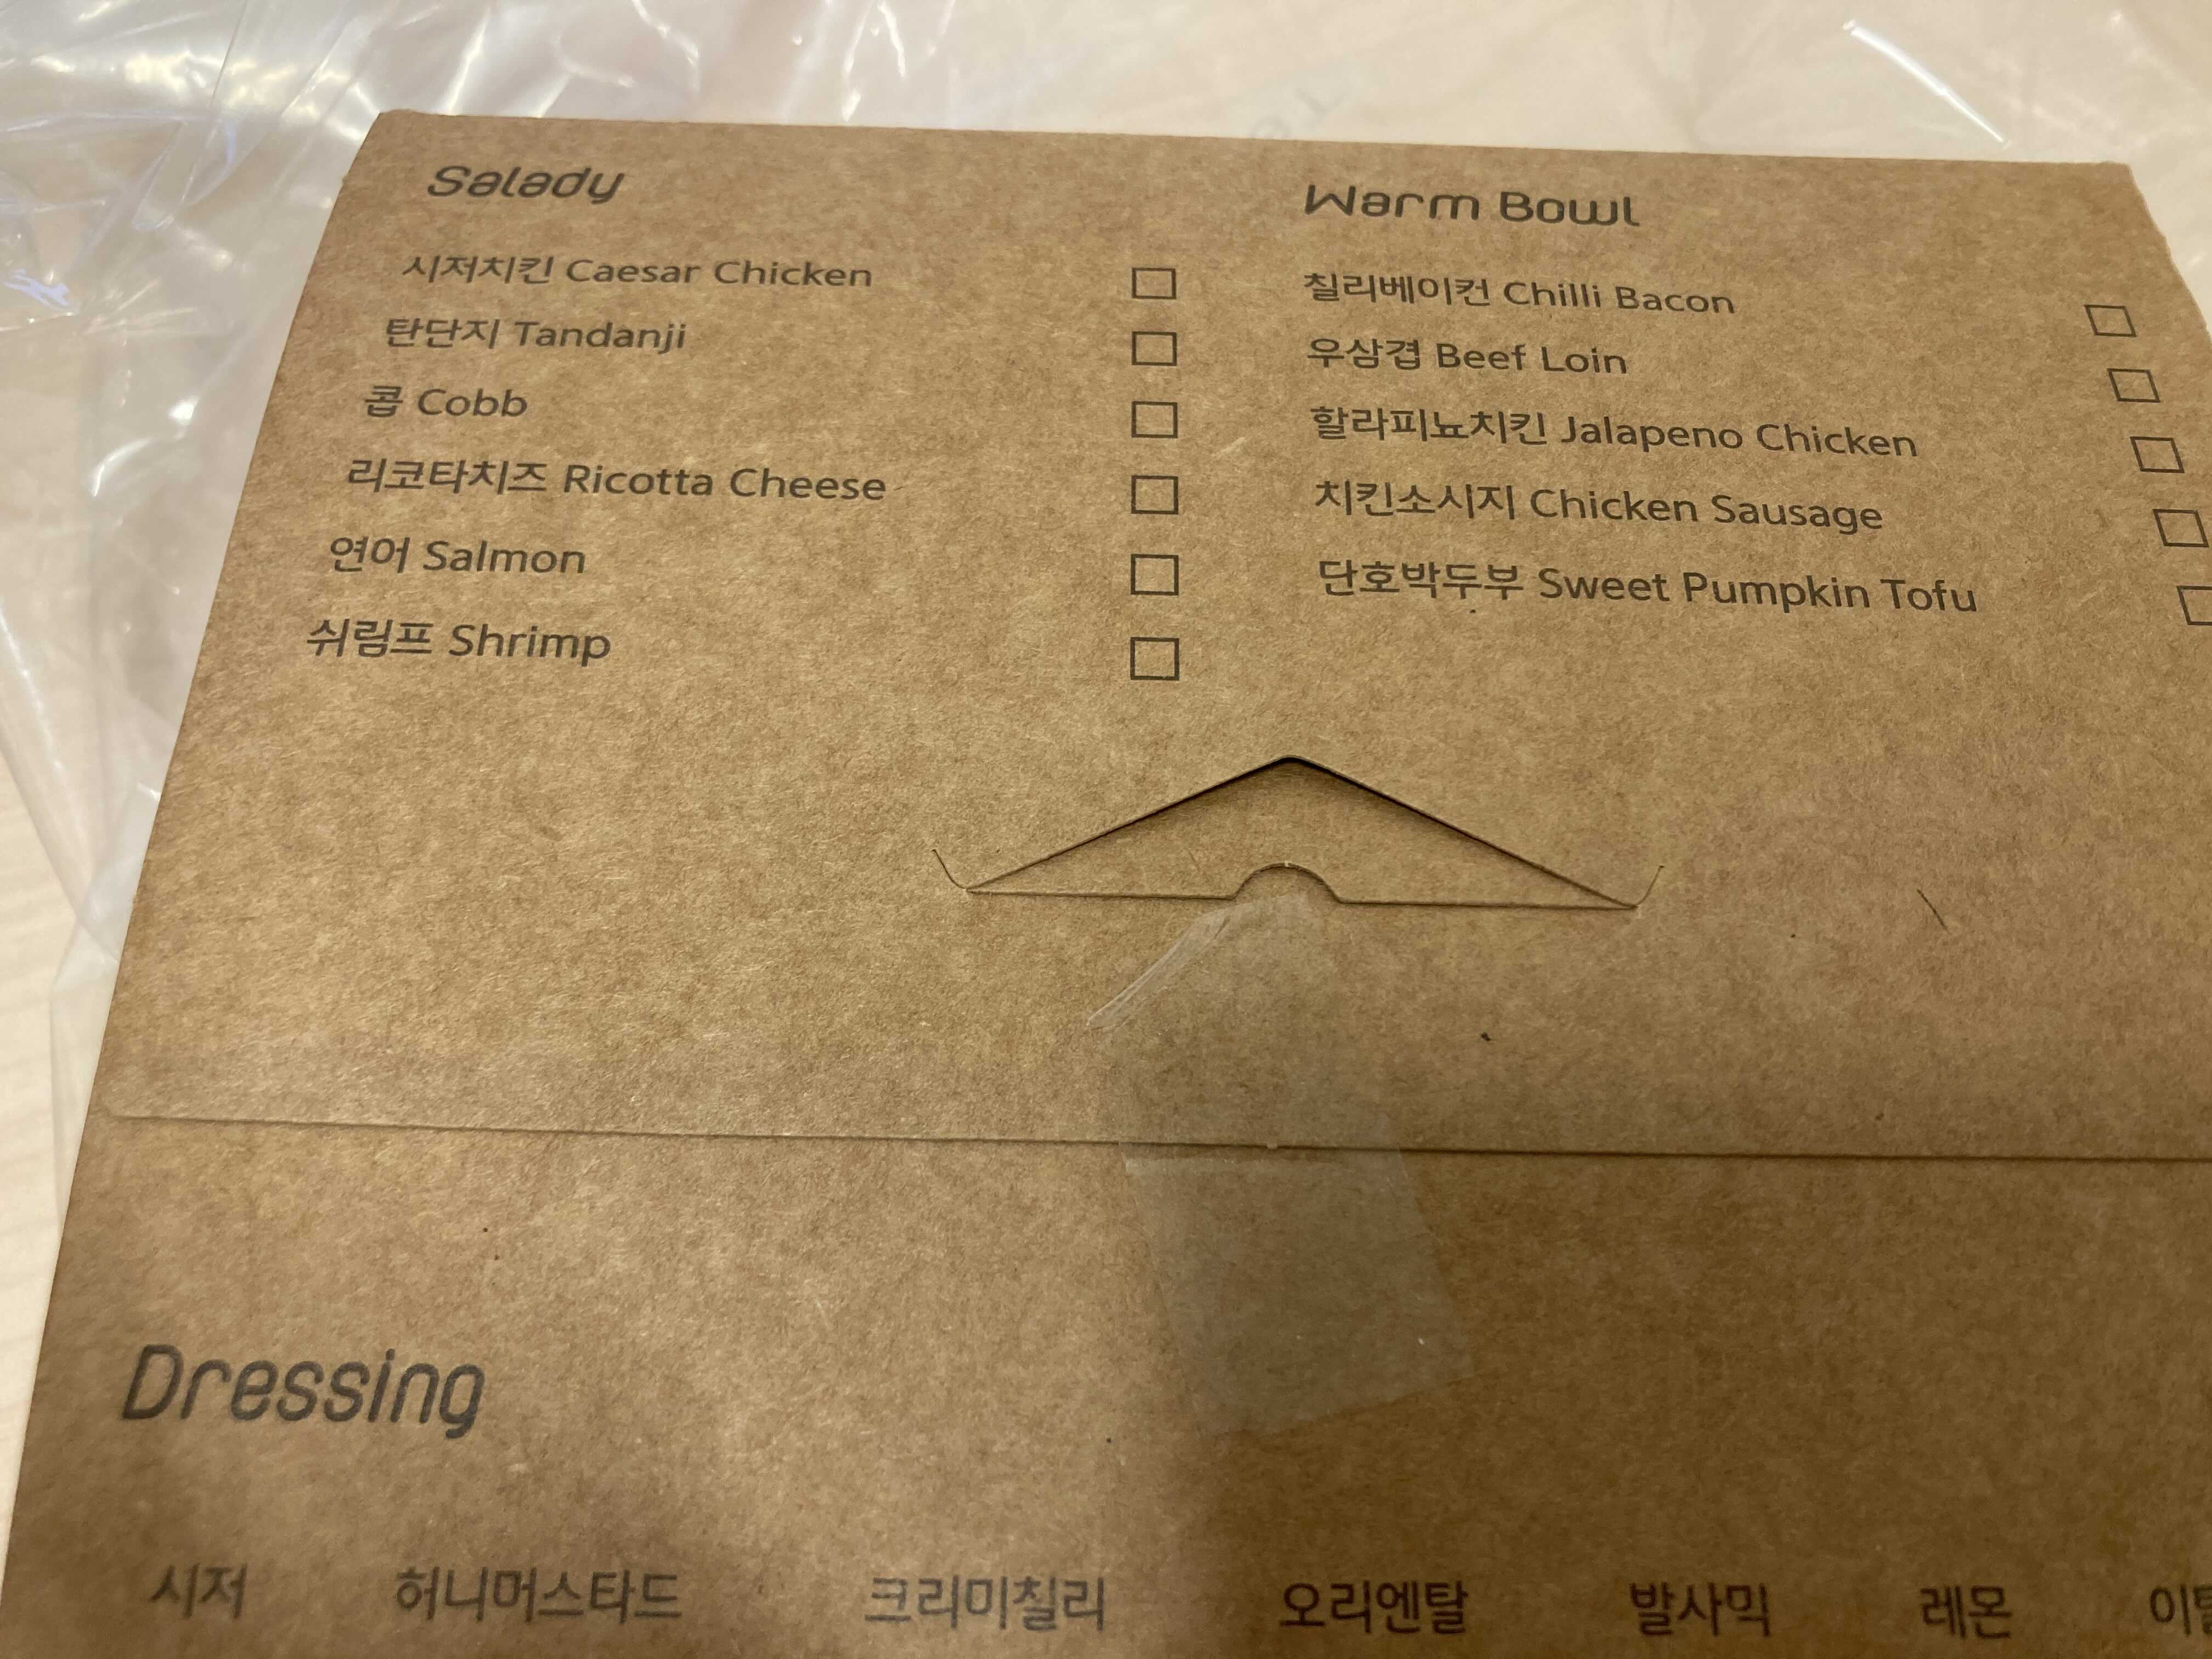 Salady
시저치킨 Caesar Chicken
탄단지 Tandanji
콥 Cobb
리코타치즈 Ricotta Cheese
연어 Salmon
쉬림프 Shrimp
Warm Bowl
칠리베이컨 Chilli Bacon
우삼겹 Beef Loin
할라피뇨치킨 Jalapeno Chicken
치킨소시지 Chicken Sausage
단호박두부 Sweet Pumpkin Tofu
Dressing
시저 허니머스타드 크리미칠리 오리엔탈 발사믹 레몬